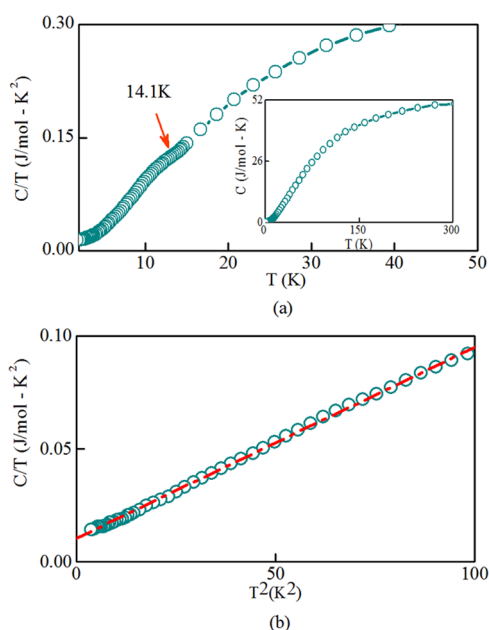 0.30
0.15
0.00
C/T (J/mol - K²)
14.1K
52
26
0
C (J/mol - K)
0 150 300
T (K)
10 20 30 40 50
T (K)
(a)
0.10
0.05
0.00
C/T (J/mol - K²)
0 50 100
T²(K²)
(b)